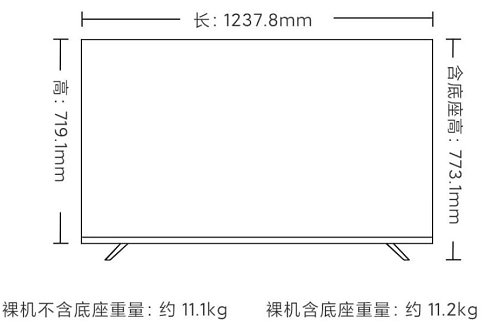 长：1237.8mm
高：719.1mm
含底座高：773.1mm
裸机不含底座重量：约 11.1kg
裸机含底座重量：约 11.2kg